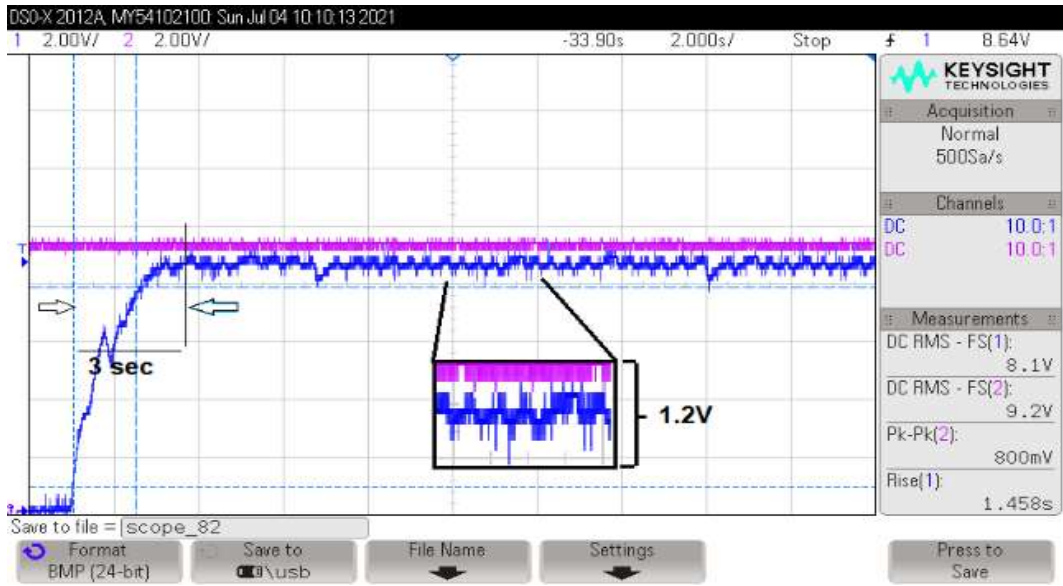 DSO-X 2012A, MY54102100: Sun Jul 04 10:10:13 2021
1 2.00V/ 2 2.00V/ -33.90s 2.000s/ Stop 1 8.64V
KEYSIGHT
TECHNOLOGIES
Acquisition
Normal
500Sa/s
Channels
DC 10.0:1
DC 10.0:1
Measurements
DC RMS - FS(1):
8.1V
DC RMS - FS(2):
9.2V
Pk-Pk(2):
800mV
Rise(1):
1.458s
T
3 sec
1.2V
Save to file = scope_82
Format
BMP (24-bit)
Save to
\usb
File Name
Settings
Press to
Save